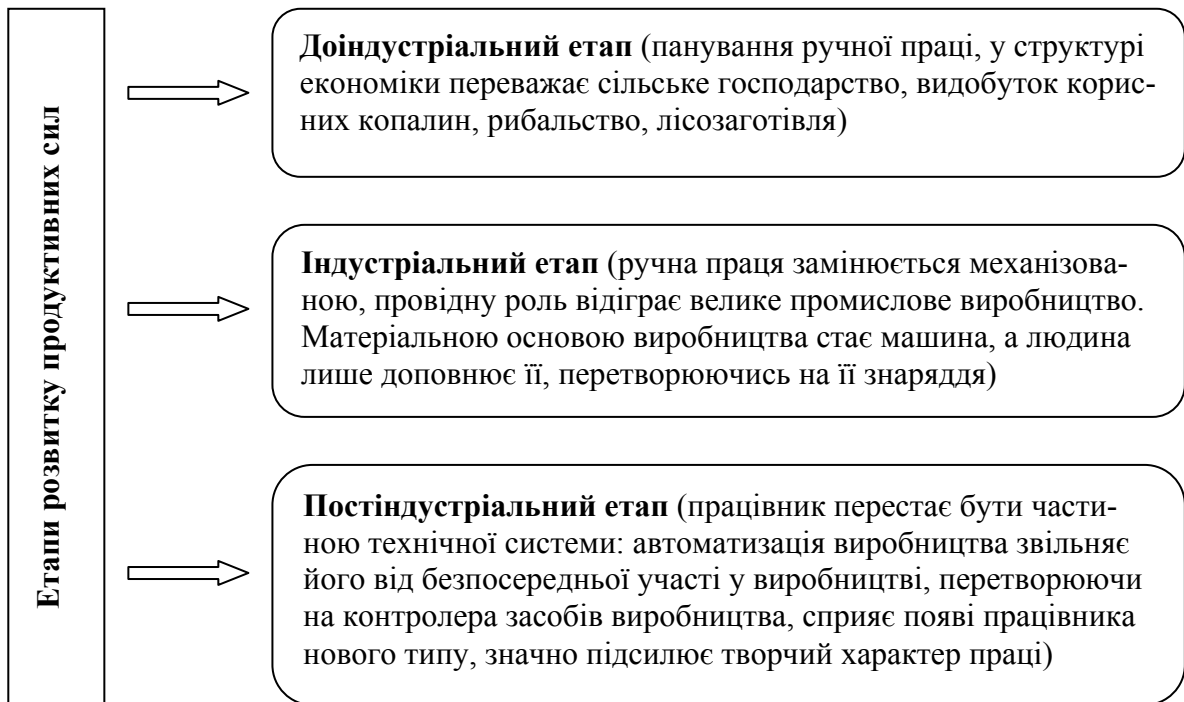 Етапи розвитку продуктивних сил
Доіндустріальний етап (панування ручної праці, у структурі
економіки переважає сільське господарство, видобуток корис-
них копалин, рибальство, лісозаготівля)
Індустріальний етап (ручна праця замінюється механізова-
ною, провідну роль відіграє велике промислове виробництво.
Матеріальною основою виробництва стає машина, а людина
лише доповнює її, перетворюючись на її знаряддя)
Постіндустріальний етап (працівник перестає бути части-
ною технічної системи: автоматизація виробництва звільняє
його від безпосередньої участі у виробництві, перетворюючи
на контролера засобів виробництва, сприяє появі працівника
нового типу, значно підсилює творчий характер праці)